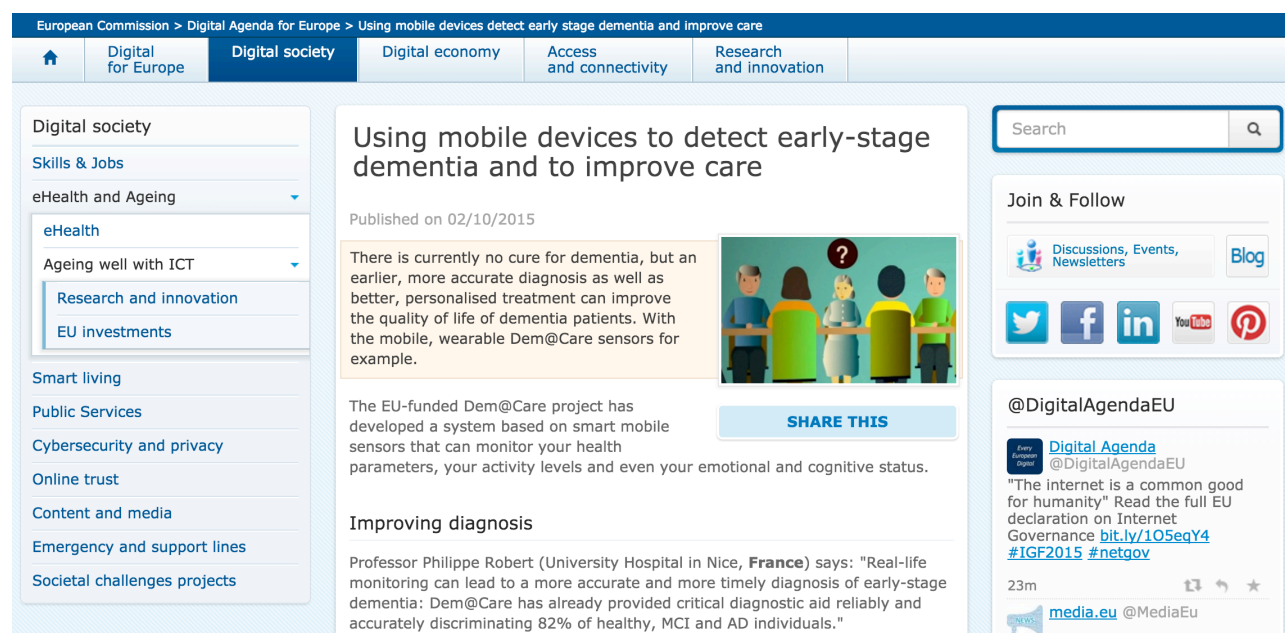 European Commission > Digital Agenda for Europe > Using mobile devices detect early stage dementia and improve care
Digital
for Europe
Digital society
Digital economy
Access
and connectivity
Research
and innovation
Digital society
Skills & Jobs
eHealth and Ageing
eHealth
Ageing well with ICT
Research and innovation
EU investments
Smart living
Public Services
Cybersecurity and privacy
Online trust
Content and media
Emergency and support lines
Societal challenges projects
Using mobile devices to detect early-stage
dementia and to improve care
Published on 02/10/2015
There is currently no cure for dementia, but an
earlier, more accurate diagnosis as well as
better, personalised treatment can improve
the quality of life of dementia patients. With
the mobile, wearable Dem@Care sensors for
example.
?
SHARE THIS
The EU-funded Dem@Care project has
developed a system based on smart mobile
sensors that can monitor your health
parameters, your activity levels and even your emotional and cognitive status.
Improving diagnosis
Professor Philippe Robert (University Hospital in Nice, France) says: "Real-life
monitoring can lead to a more accurate and more timely diagnosis of early-stage
dementia: Dem@Care has already provided critical diagnostic aid reliably and
accurately discriminating 82% of healthy, MCI and AD individuals."
Search
Join & Follow
Discussions, Events,
Newsletters
Blog
f
in
You Tube
@DigitalAgendaEU
Every
European
Digital
Digital Agenda
@DigitalAgendaEU
"The internet is a common good
for humanity" Read the full EU
declaration on Internet
Governance bit.ly/1O5eqY4
#IGF2015 #netgov
23m
NEWS
media.eu @MediaEu